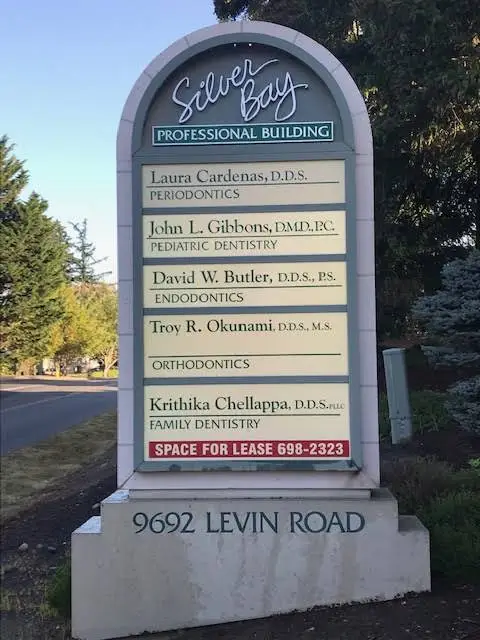 Silver
Bay
PROFESSIONAL BUILDING
Laura Cardenas, D.D.S.
PERIODONTICS
John L. Gibbons, D.M.D., P.C.
PEDIATRIC DENTISTRY
David W. Butler, D.D.S., P.S.
ENDODONTICS
Troy R. Okunami, D.D.S., M.S.
ORTHODONTICS
Krithika Chellappa, D.D.S. PLLC
FAMILY DENTISTRY
SPACE FOR LEASE 698-2323
9692 LEVIN ROAD